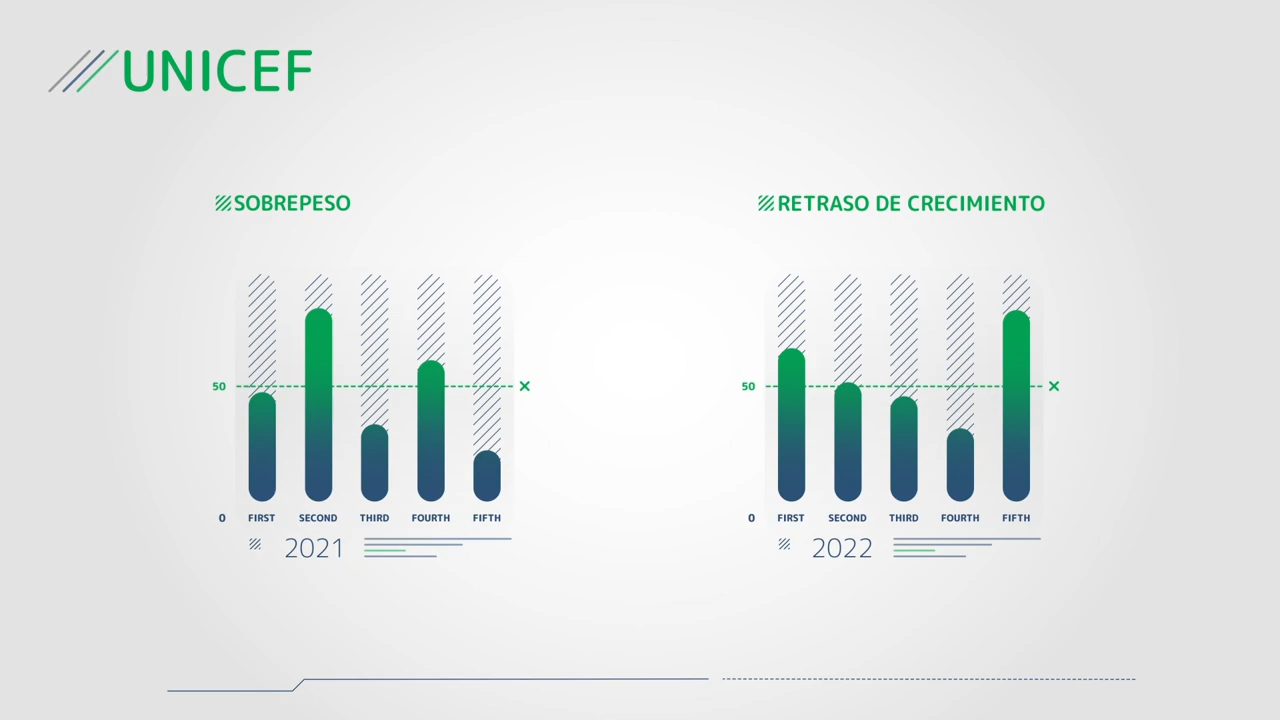 UNICEF
SOBREPESO
50
0
FIRST SECOND THIRD FOURTH FIFTH
2021
RETRASO DE CRECIMIENTO
50
0
FIRST SECOND THIRD FOURTH FIFTH
2022